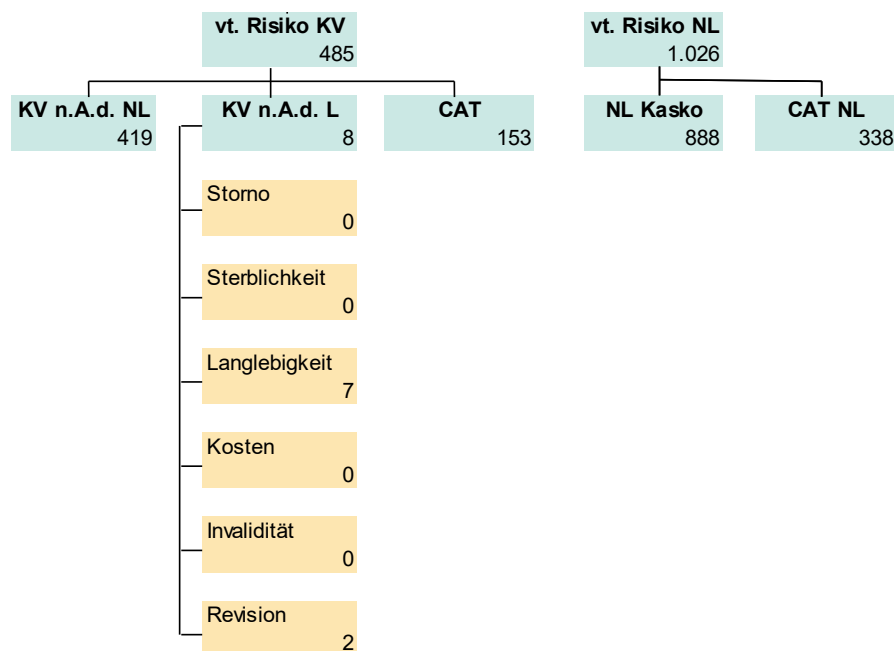 vt. Risiko KV
485
vt. Risiko NL
1.026
KV n.A.d. NL
419
KV n.A.d. L
8
CAT
153
NL Kasko
888
CAT NL
338
Storno
0
Sterblichkeit
0
Langlebigkeit
7
Kosten
0
Invalidität
0
Revision
2